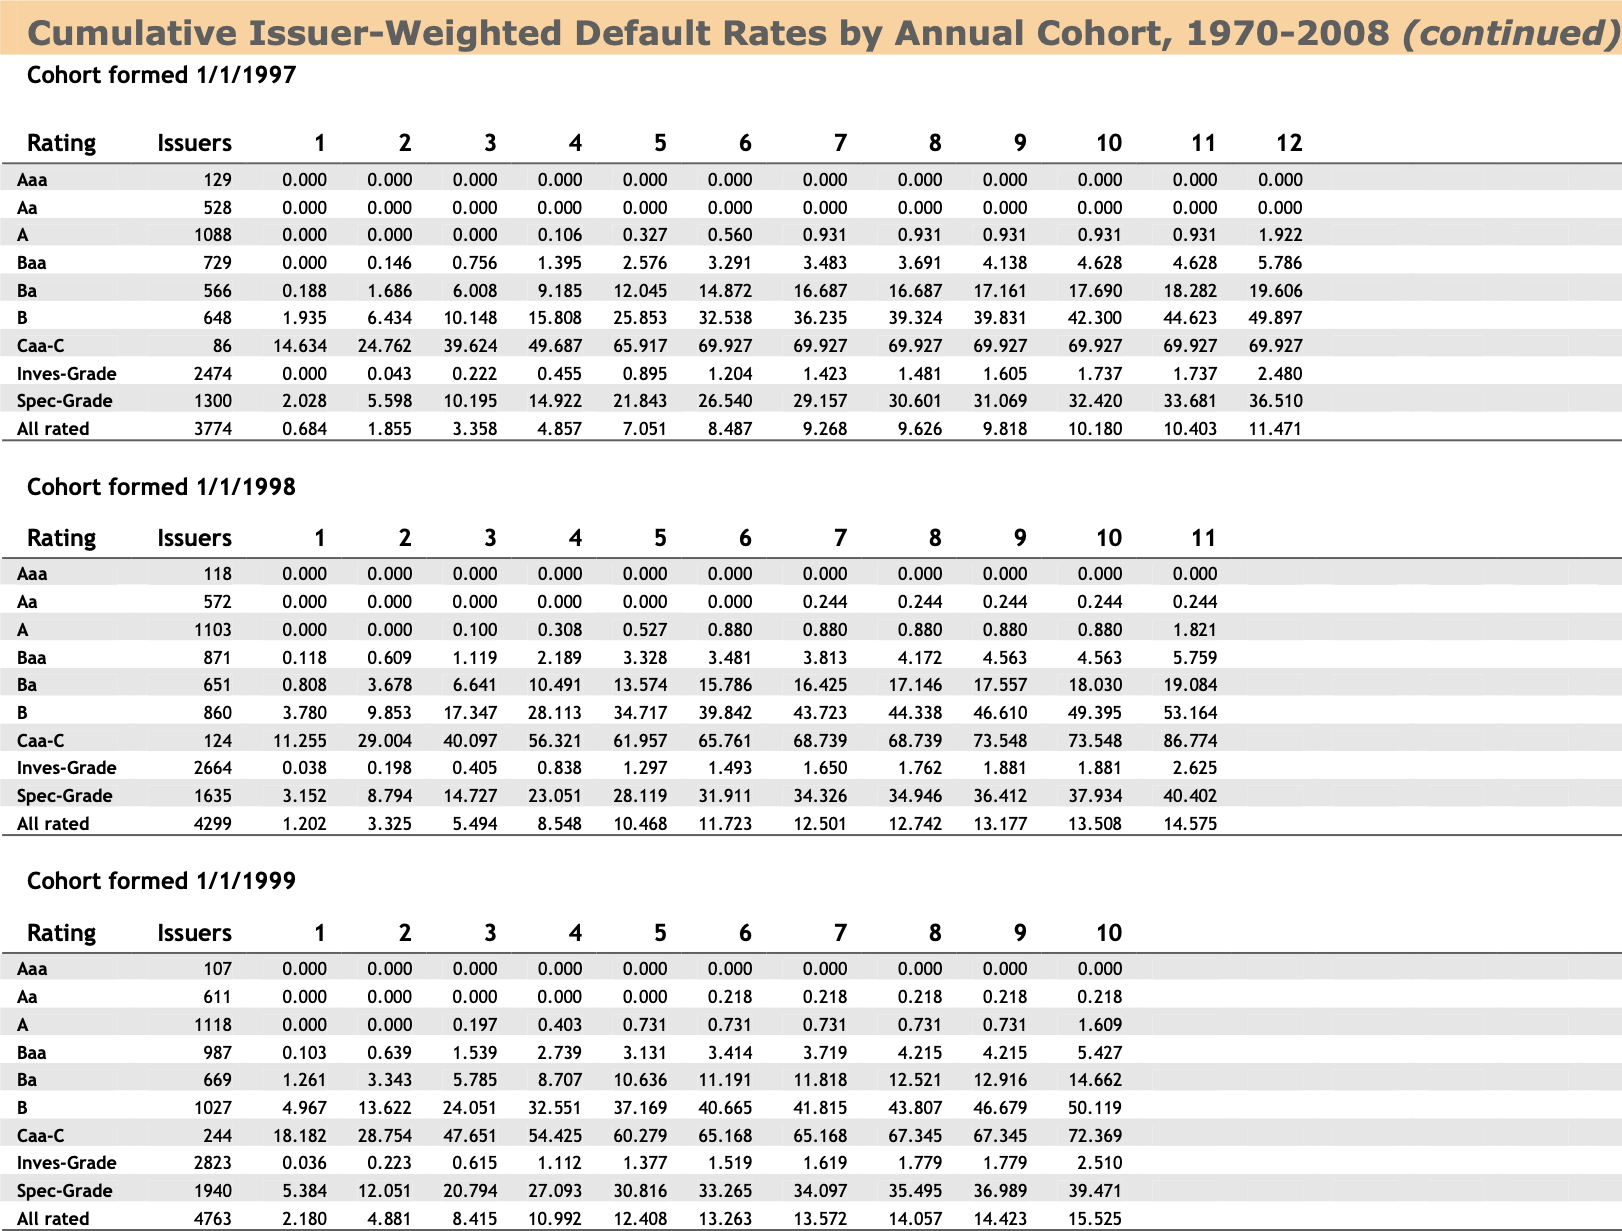 Cumulative Issuer-Weighted Default Rates by Annual Cohort, 1970-2008 (continued)
Cohort formed 1/1/1997
Rating Issuers 1 2 3 4 5 6 7 8 9 10 11 12
Aaa 129 0.000 0.000 0.000 0.000 0.000 0.000 0.000 0.000 0.000 0.000 0.000 0.000
Aa 528 0.000 0.000 0.000 0.000 0.000 0.000 0.000 0.000 0.000 0.000 0.000 0.000
A 1088 0.000 0.000 0.000 0.106 0.327 0.560 0.931 0.931 0.931 0.931 0.931 1.922
Baa 729 0.000 0.146 0.756 1.395 2.576 3.291 3.483 3.691 4.138 4.628 4.628 5.786
Ba 566 0.188 1.686 6.008 9.185 12.045 14.872 16.687 16.687 17.161 17.690 18.282 19.606
B 648 1.935 6.434 10.148 15.808 25.853 32.538 36.235 39.324 39.831 42.300 44.623 49.897
Caa-C 86 14.634 24.762 39.624 49.687 65.917 69.927 69.927 69.927 69.927 69.927 69.927 69.927
Inves-Grade 2474 0.000 0.043 0.222 0.455 0.895 1.204 1.423 1.481 1.605 1.737 1.737 2.480
Spec-Grade 1300 2.028 5.598 10.195 14.922 21.843 26.540 29.157 30.601 31.069 32.420 33.681 36.510
All rated 3774 0.684 1.855 3.358 4.857 7.051 8.487 9.268 9.626 9.818 10.180 10.403 11.471
Cohort formed 1/1/1998
Rating Issuers 1 2 3 4 5 6 7 8 9 10 11
Aaa 118 0.000 0.000 0.000 0.000 0.000 0.000 0.000 0.000 0.000 0.000 0.000
Aa 572 0.000 0.000 0.000 0.000 0.000 0.000 0.244 0.244 0.244 0.244 0.244
A 1103 0.000 0.000 0.100 0.308 0.527 0.880 0.880 0.880 0.880 0.880 1.821
Baa 871 0.118 0.609 1.119 2.189 3.328 3.481 3.813 4.172 4.563 4.563 5.759
Ba 651 0.808 3.678 6.641 10.491 13.574 15.786 16.425 17.146 17.557 18.030 19.084
B 860 3.780 9.853 17.347 28.113 34.717 39.842 43.723 44.338 46.610 49.395 53.164
Caa-C 124 11.255 29.004 40.097 56.321 61.957 65.761 68.739 68.739 73.548 73.548 86.774
Inves-Grade 2664 0.038 0.198 0.405 0.838 1.297 1.493 1.650 1.762 1.881 1.881 2.625
Spec-Grade 1635 3.152 8.794 14.727 23.051 28.119 31.911 34.326 34.946 36.412 37.934 40.402
All rated 4299 1.202 3.325 5.494 8.548 10.468 11.723 12.501 12.742 13.177 13.508 14.575
Cohort formed 1/1/1999
Rating Issuers 1 2 3 4 5 6 7 8 9 10
Aaa 107 0.000 0.000 0.000 0.000 0.000 0.000 0.000 0.000 0.000 0.000
Aa 611 0.000 0.000 0.000 0.000 0.000 0.218 0.218 0.218 0.218 0.218
A 1118 0.000 0.000 0.197 0.403 0.731 0.731 0.731 0.731 0.731 1.609
Baa 987 0.103 0.639 1.539 2.739 3.131 3.414 3.719 4.215 4.215 5.427
Ba 669 1.261 3.343 5.785 8.707 10.636 11.191 11.818 12.521 12.916 14.662
B 1027 4.967 13.622 24.051 32.551 37.169 40.665 41.815 43.807 46.679 50.119
Caa-C 244 18.182 28.754 47.651 54.425 60.279 65.168 65.168 67.345 67.345 72.369
Inves-Grade 2823 0.036 0.223 0.615 1.112 1.377 1.519 1.619 1.779 1.779 2.510
Spec-Grade 1940 5.384 12.051 20.794 27.093 30.816 33.265 34.097 35.495 36.989 39.471
All rated 4763 2.180 4.881 8.415 10.992 12.408 13.263 13.572 14.057 14.423 15.525